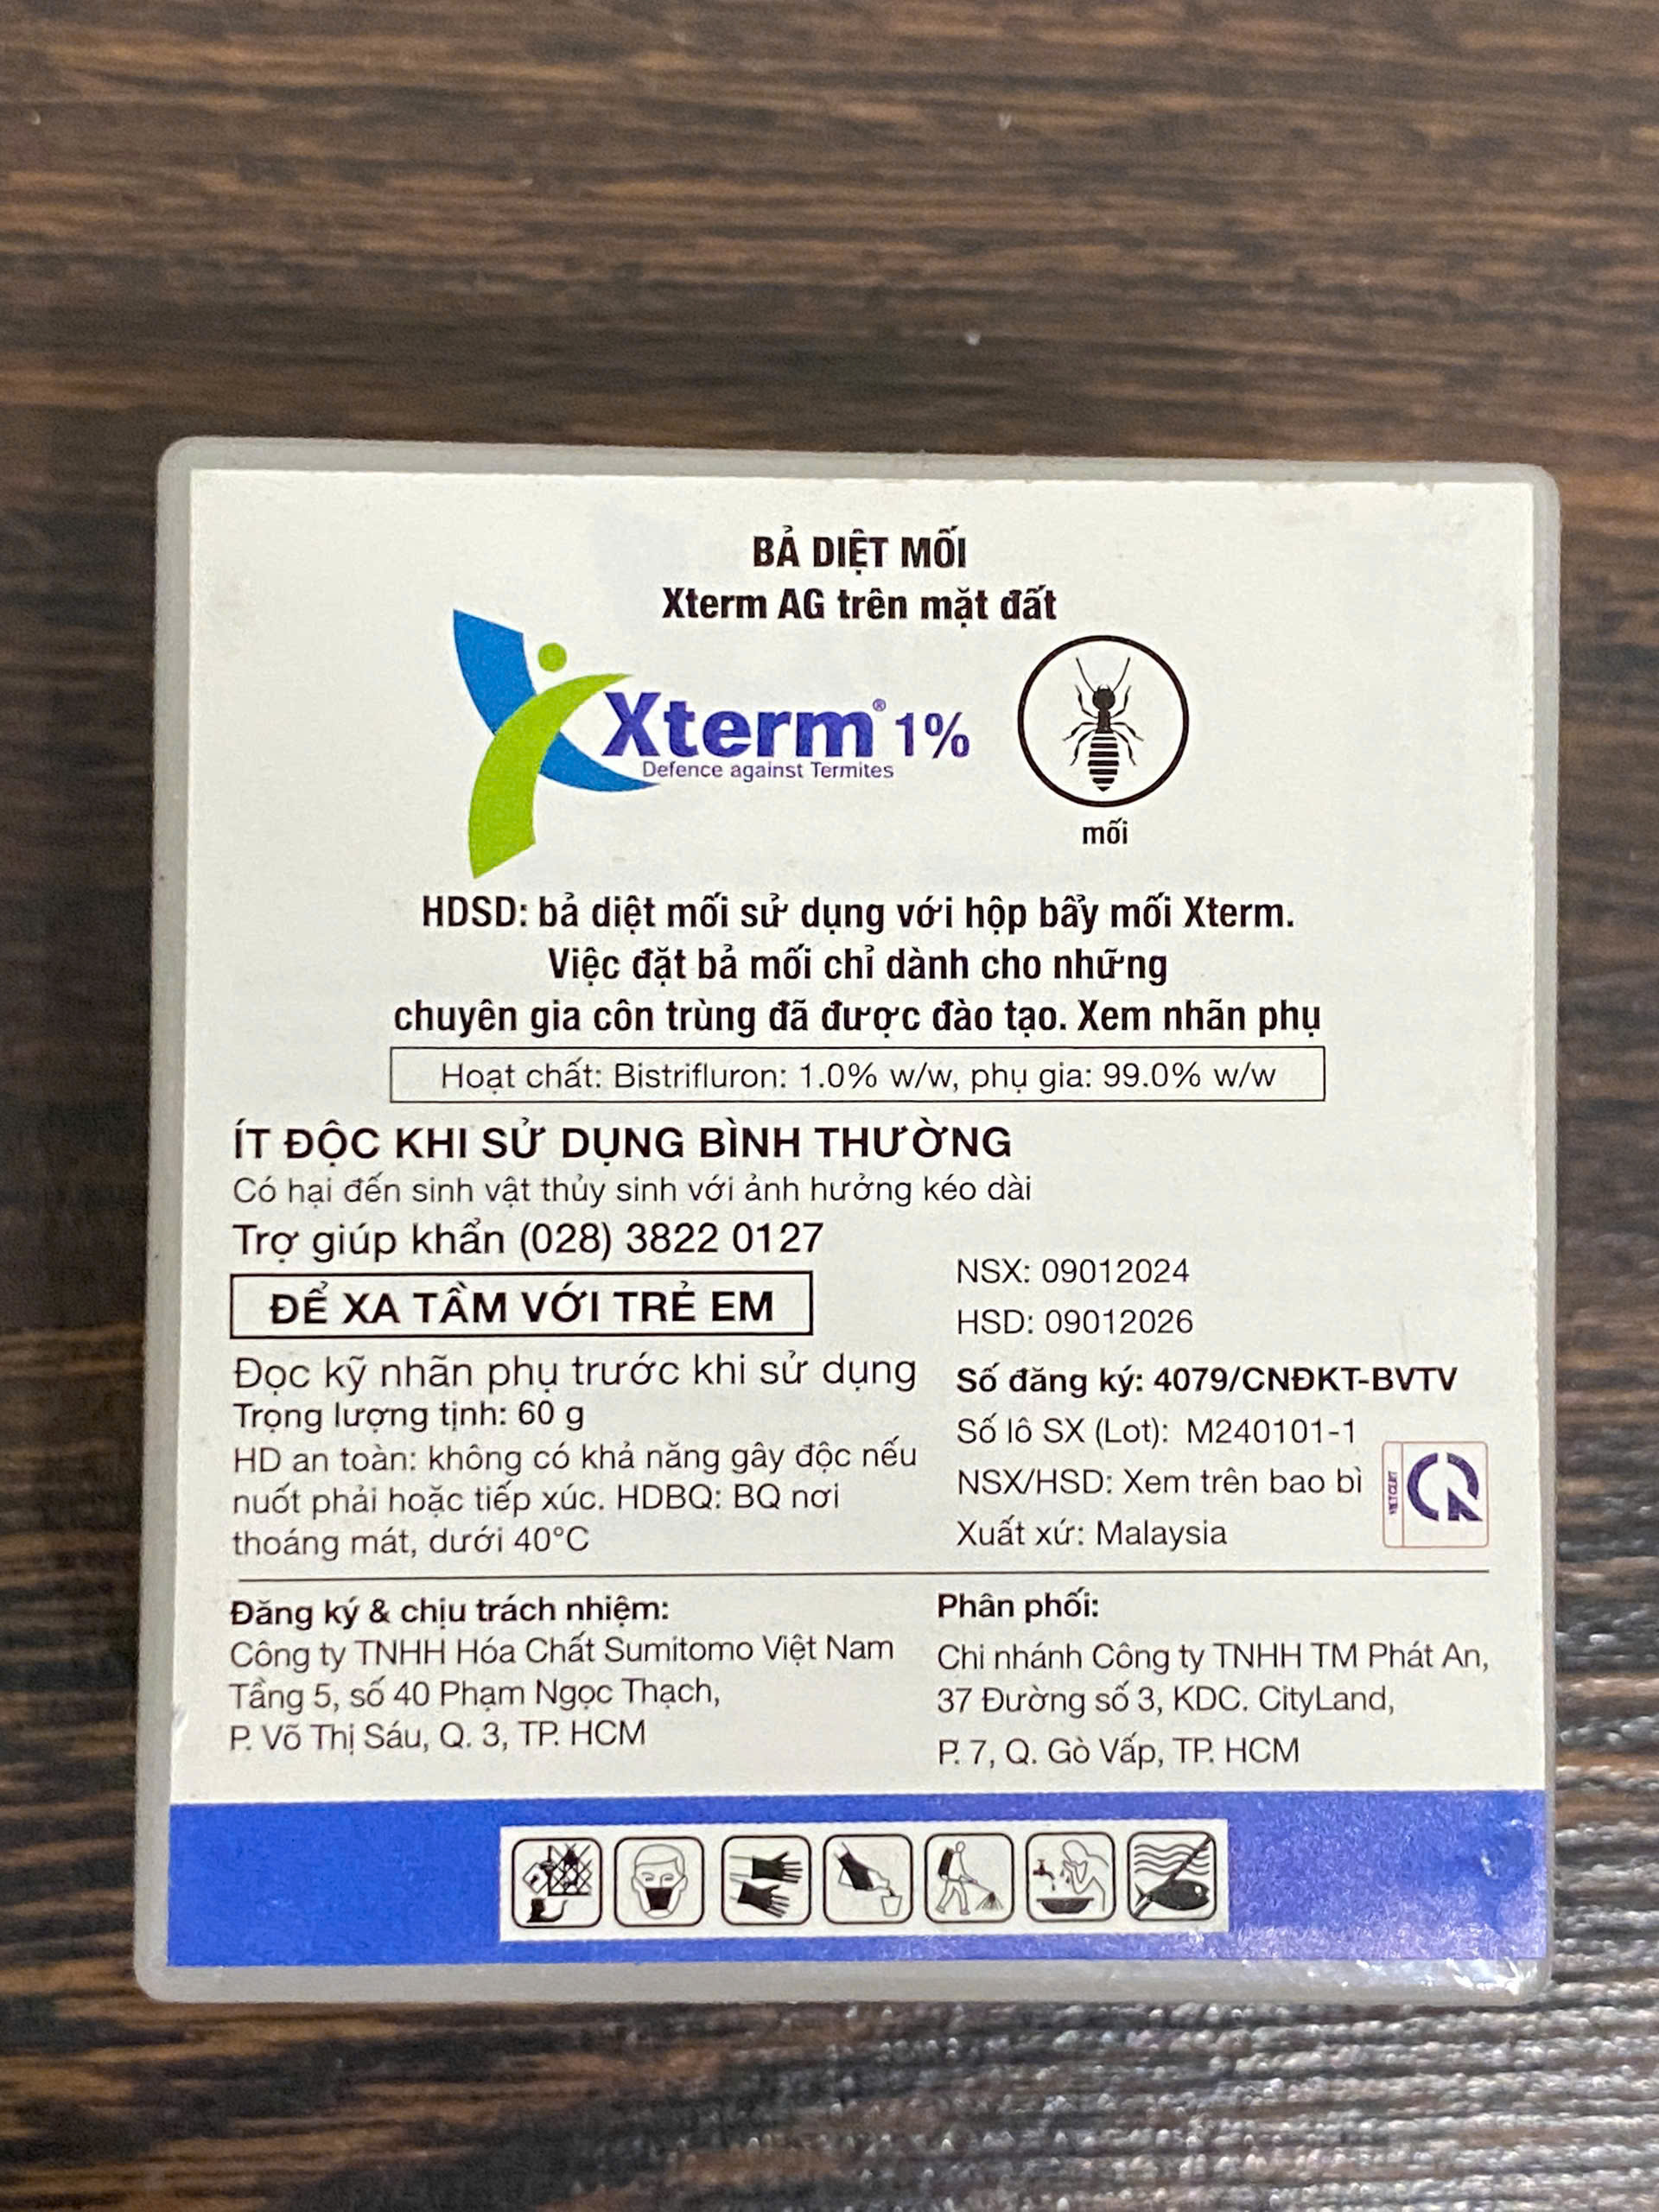 BẢ DIỆT MỐI
Xterm AG trên mặt đất
Xterm® 1%
Defence against Termites
mối
HDSD: bả diệt mối sử dụng với hộp bẫy mối Xterm.
Việc đặt bả mối chỉ dành cho những
chuyên gia côn trùng đã được đào tạo. Xem nhãn phụ
Hoạt chất: Bistrifluron: 1.0% w/w, phụ gia: 99.0% w/w
ÍT ĐỘC KHI SỬ DỤNG BÌNH THƯỜNG
Có hại đến sinh vật thủy sinh với ảnh hưởng kéo dài
Trợ giúp khẩn (028) 3822 0127
ĐỂ XA TẦM VỚI TRẺ EM
Đọc kỹ nhãn phụ trước khi sử dụng
Trọng lượng tịnh: 60 g
HD an toàn: không có khả năng gây độc nếu
nuốt phải hoặc tiếp xúc. HDBQ: BQ nơi
thoáng mát, dưới 40°C
NSX: 09012024
HSD: 09012026
Số đăng ký: 4079/CNĐKT-BVTV
Số lô SX (Lot): M240101-1
NSX/HSD: Xem trên bao bì
Xuất xứ: Malaysia
VIETCERT
Đăng ký & chịu trách nhiệm:
Công ty TNHH Hóa Chất Sumitomo Việt Nam
Tầng 5, số 40 Phạm Ngọc Thạch,
P. Võ Thị Sáu, Q. 3, TP. HCM
Phân phối:
Chi nhánh Công ty TNHH TM Phát An,
37 Đường số 3, KDC. CityLand,
P. 7, Q. Gò Vấp, TP. HCM